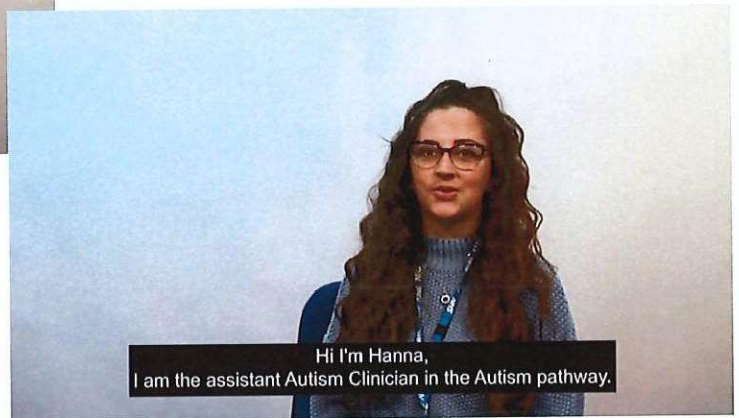 Hi I'm Hanna,
I am the assistant Autism Clinician in the Autism pathway.